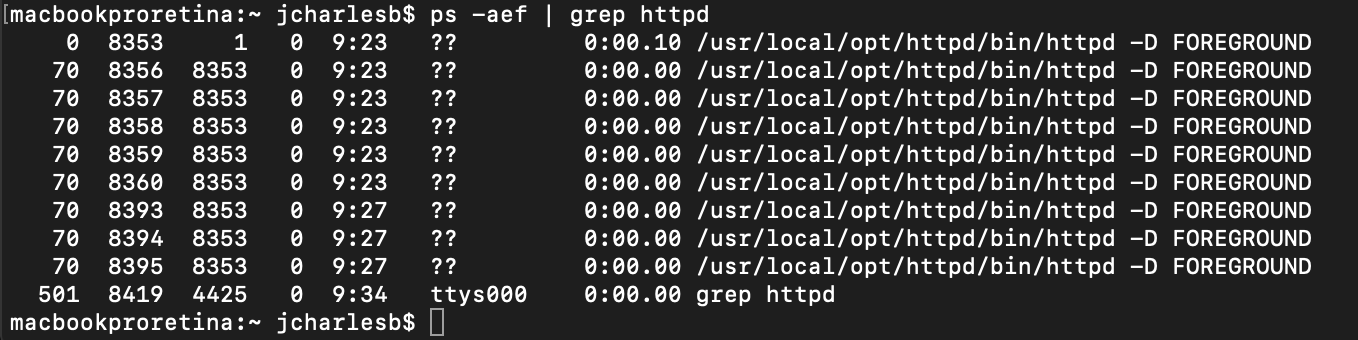 macbookproretina:~ jcharlesb$ ps -aef | grep httpd
    0  8353     1   0  9:23   ??         0:00.10 /usr/local/opt/httpd/bin/httpd -D FOREGROUND
   70  8356  8353   0  9:23   ??         0:00.00 /usr/local/opt/httpd/bin/httpd -D FOREGROUND
   70  8357  8353   0  9:23   ??         0:00.00 /usr/local/opt/httpd/bin/httpd -D FOREGROUND
   70  8358  8353   0  9:23   ??         0:00.00 /usr/local/opt/httpd/bin/httpd -D FOREGROUND
   70  8359  8353   0  9:23   ??         0:00.00 /usr/local/opt/httpd/bin/httpd -D FOREGROUND
   70  8360  8353   0  9:23   ??         0:00.00 /usr/local/opt/httpd/bin/httpd -D FOREGROUND
   70  8393  8353   0  9:27   ??         0:00.00 /usr/local/opt/httpd/bin/httpd -D FOREGROUND
   70  8394  8353   0  9:27   ??         0:00.00 /usr/local/opt/httpd/bin/httpd -D FOREGROUND
   70  8395  8353   0  9:27   ??         0:00.00 /usr/local/opt/httpd/bin/httpd -D FOREGROUND
  501  8419  4425   0  9:34   ttys000    0:00.00 grep httpd
macbookproretina:~ jcharlesb$